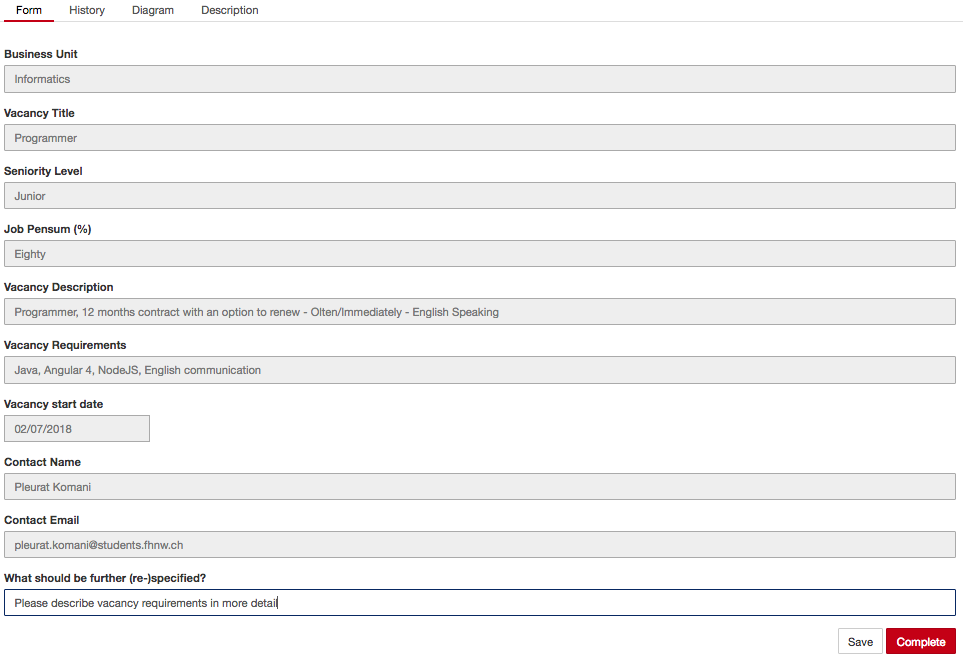 Form History Diagram Description
Business Unit
Informatics
Vacancy Title
Programmer
Seniority Level
Junior
Job Pensum (%)
Eighty
Vacancy Description
Programmer, 12 months contract with an option to renew - Olten/Immediately - English Speaking
Vacancy Requirements
Java, Angular 4, NodeJS, English communication
Vacancy start date
02/07/2018
Contact Name
Pleurat Komani
Contact Email
pleurat.komani@students.fhnw.ch
What should be further (re-)specified?
Please describe vacancy requirements in more detail
Save Complete